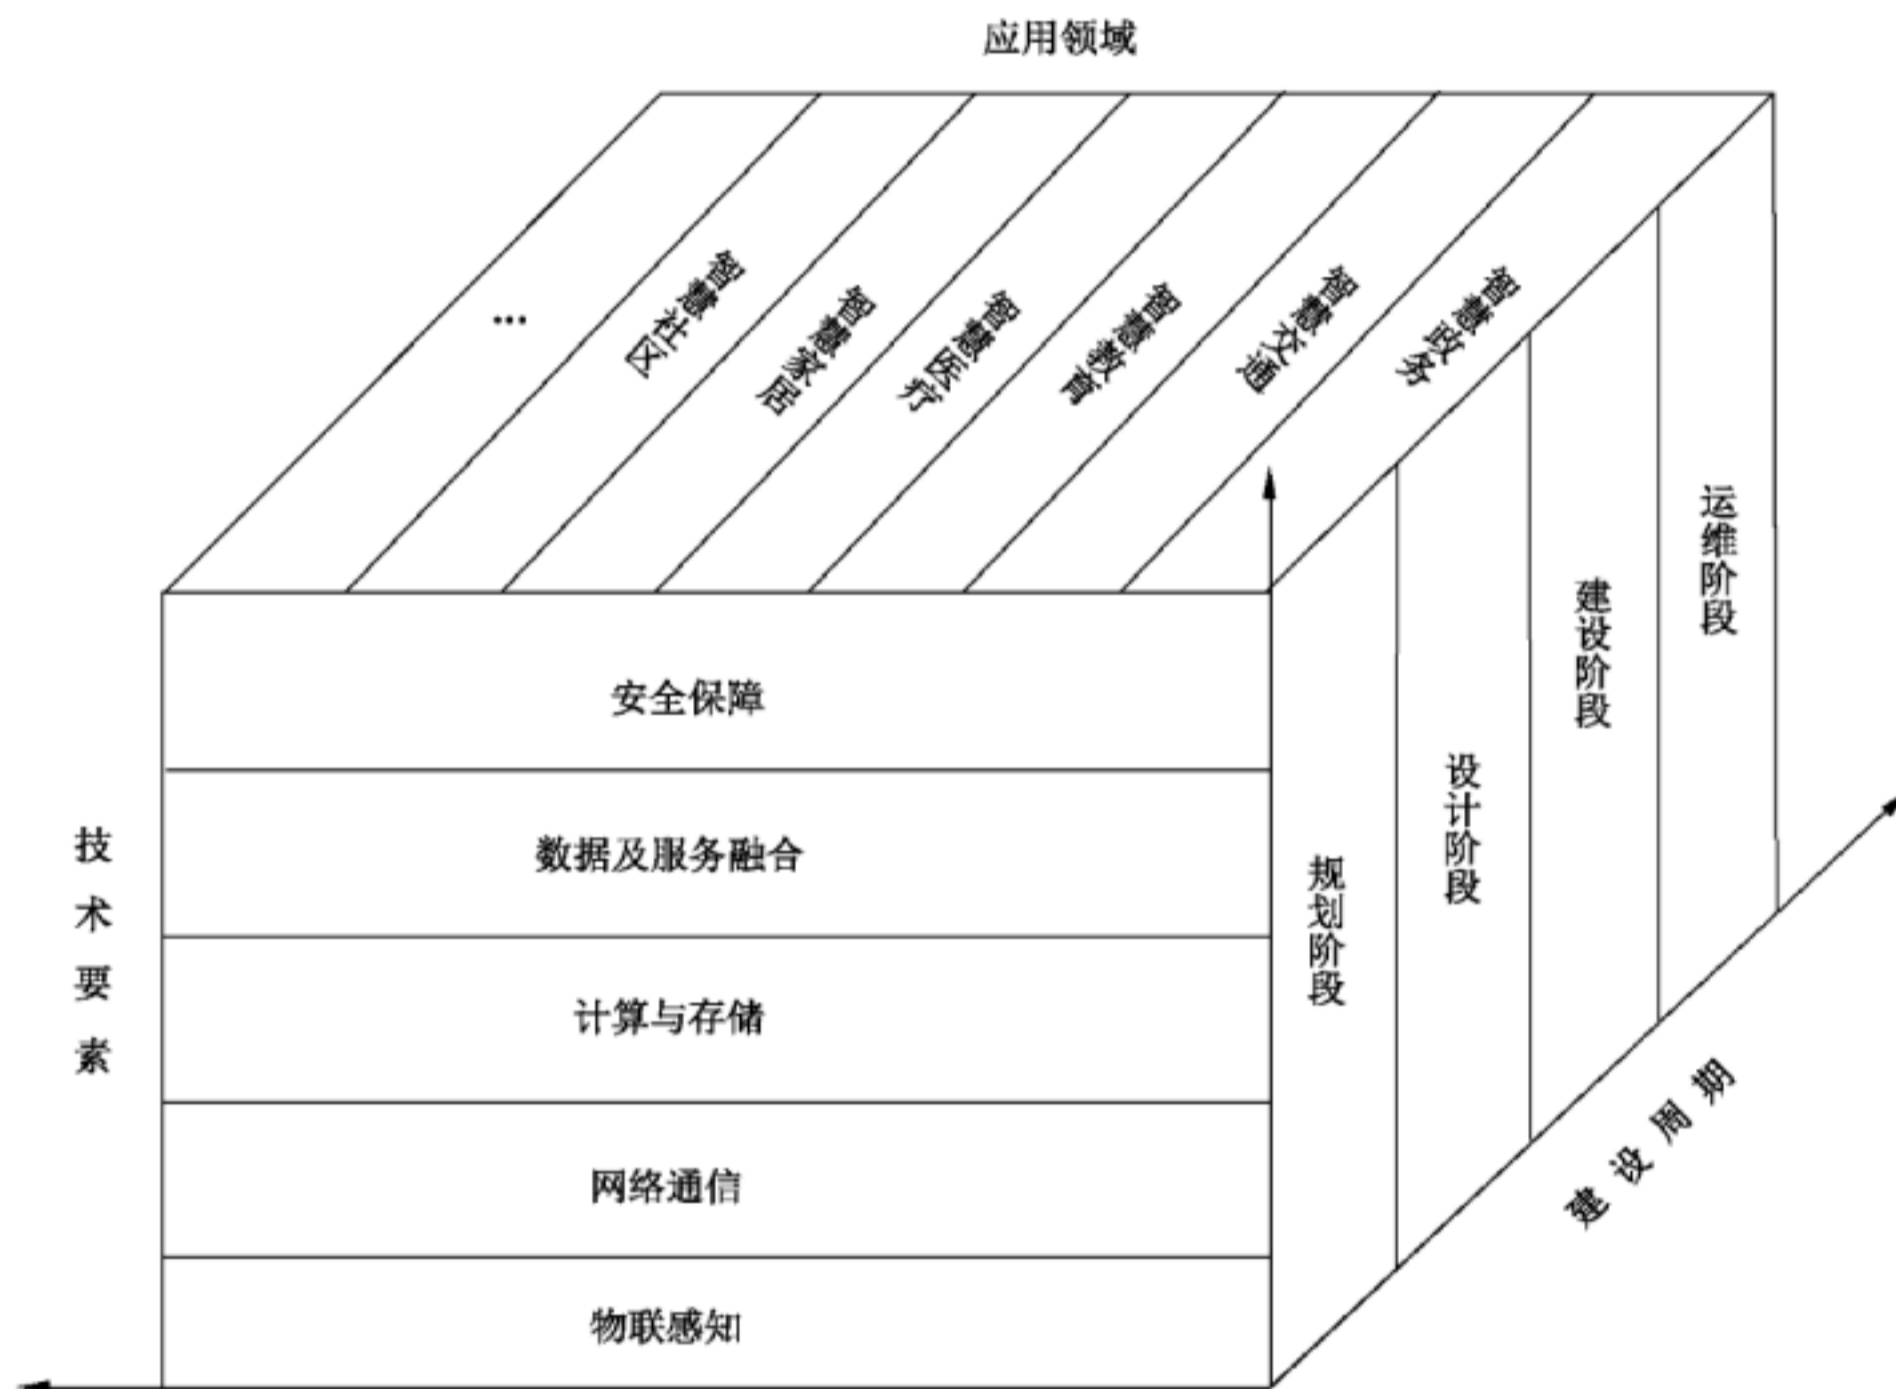 应用领域
...
智慧社区
智慧家居
智慧医疗
智慧教育
智慧交通
智慧政务
安全保障
数据及服务融合
计算与存储
网络通信
物联感知
技术要素
规划阶段
设计阶段
建设阶段
运维阶段
建设周期